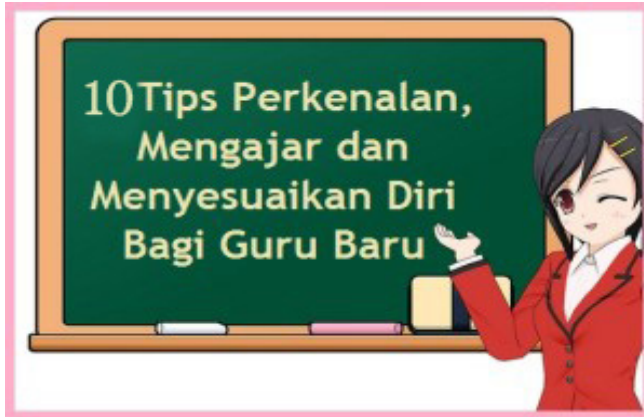 10 Tips Perkenalan,
Mengajar dan
Menyesuaikan Diri
Bagi Guru Baru